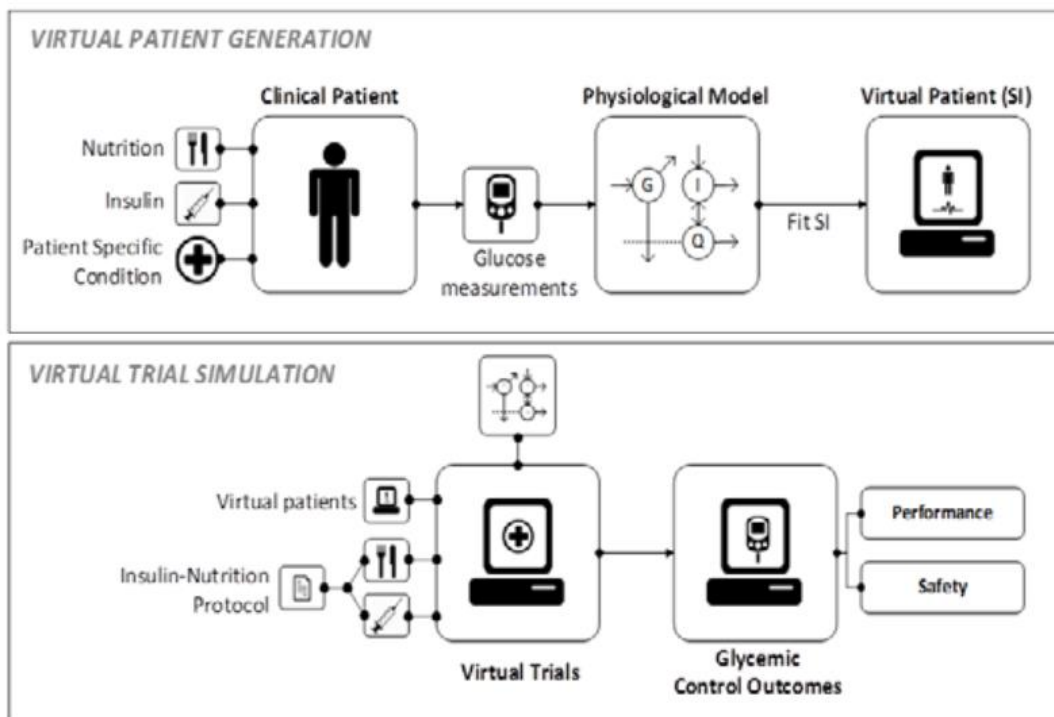 VIRTUAL PATIENT GENERATION
Clinical Patient
Physiological Model
Virtual Patient (SI)
Nutrition
Insulin
Patient Specific
Condition
Glucose
measurements
G
I
Q
Fit SI
VIRTUAL TRIAL SIMULATION
Virtual patients
Insulin-Nutrition
Protocol
Virtual Trials
Glycemic
Control Outcomes
Performance
Safety